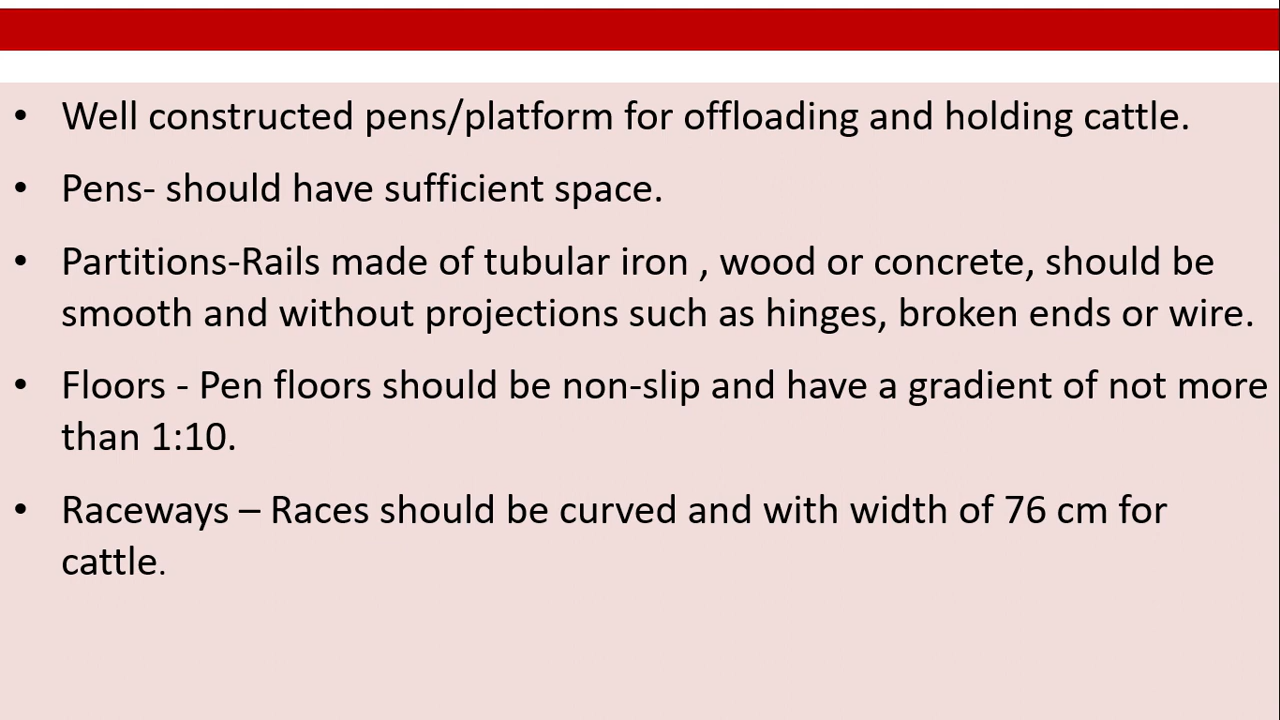 • Well constructed pens/platform for offloading and holding cattle.
• Pens- should have sufficient space.
• Partitions-Rails made of tubular iron , wood or concrete, should be
smooth and without projections such as hinges, broken ends or wire.
• Floors - Pen floors should be non-slip and have a gradient of not more
than 1:10.
• Raceways – Races should be curved and with width of 76 cm for
cattle.